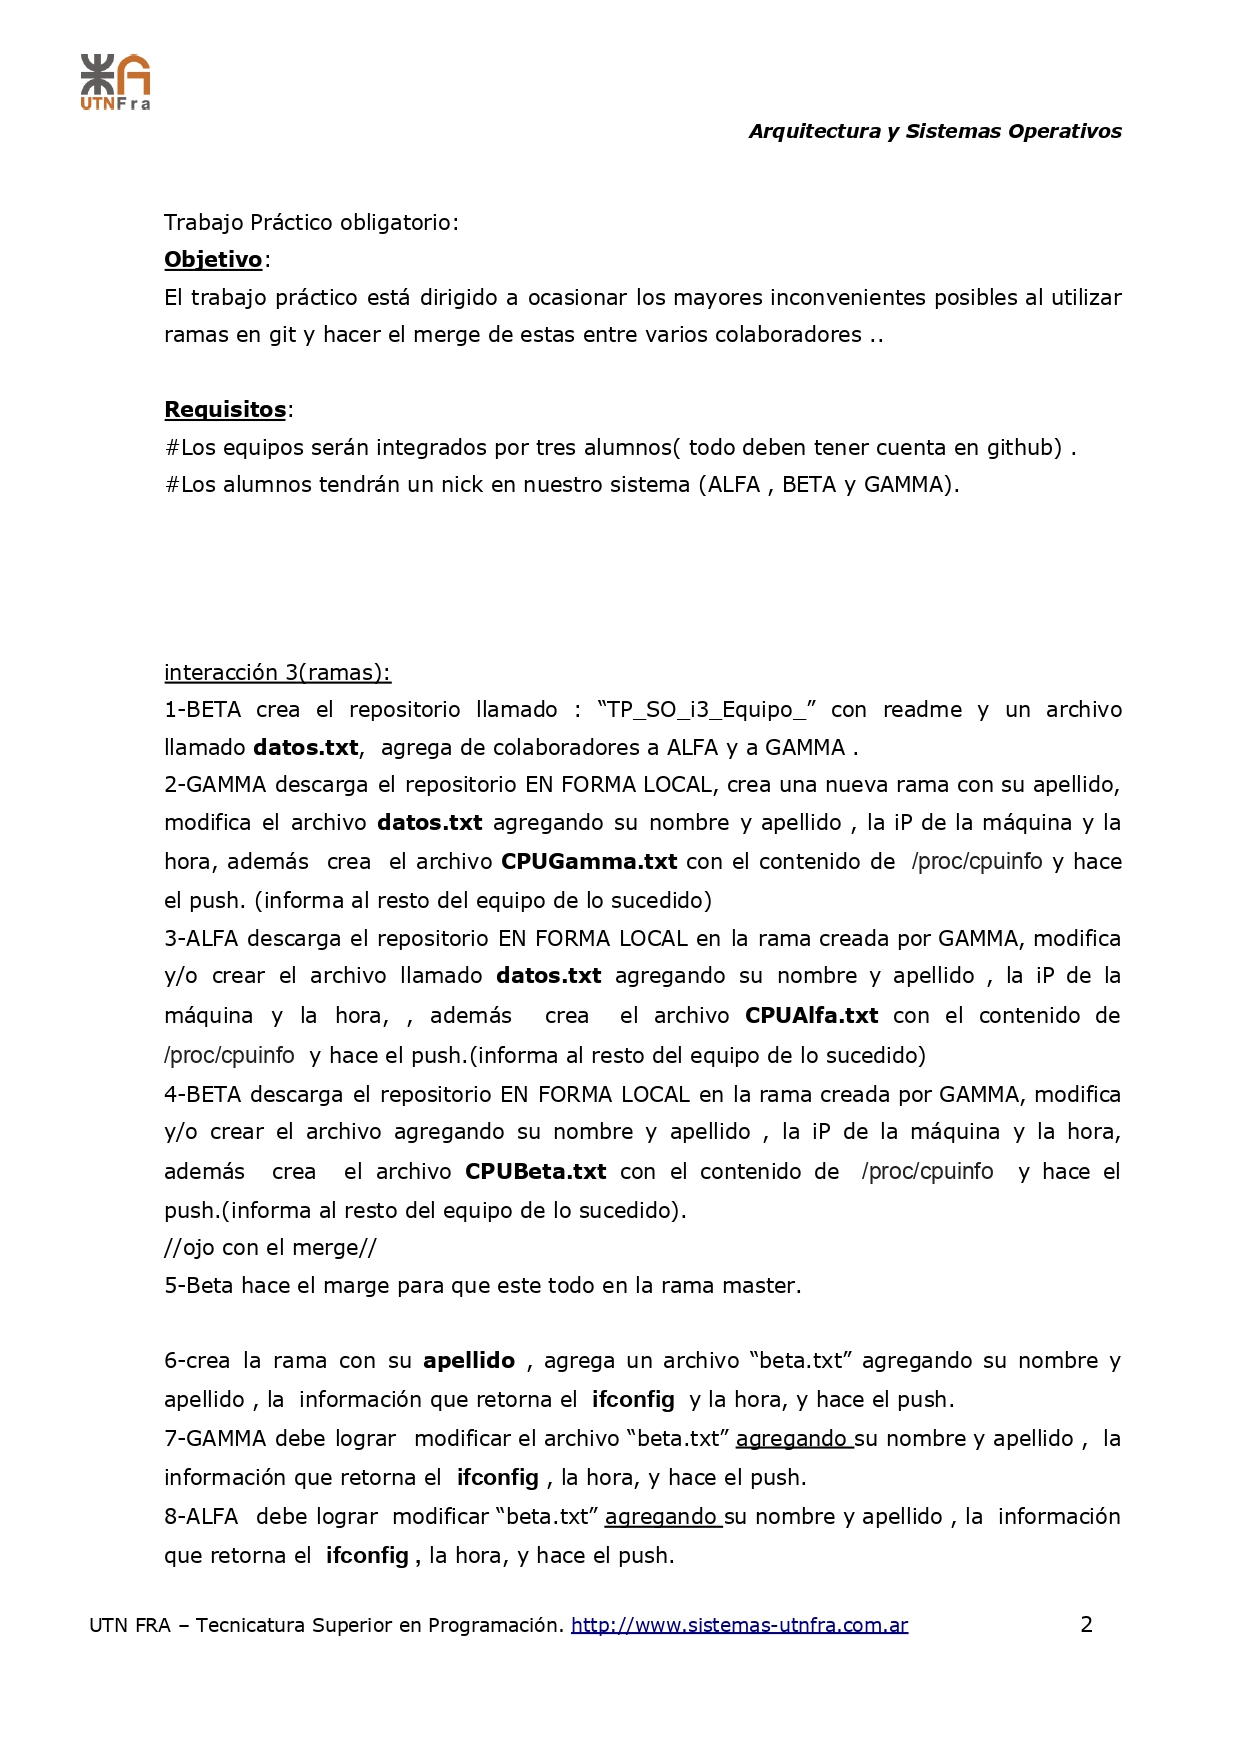 UTNFra
Arquitectura y Sistemas Operativos
Trabajo Práctico obligatorio:
Objetivo:
El trabajo práctico está dirigido a ocasionar los mayores inconvenientes posibles al utilizar
ramas en git y hacer el merge de estas entre varios colaboradores ..
Requisitos:
#Los equipos serán integrados por tres alumnos( todo deben tener cuenta en github) .
#Los alumnos tendrán un nick en nuestro sistema (ALFA , BETA y GAMMA).
interacción 3(ramas):
1-BETA crea el repositorio llamado : “TP_SO_i3_Equipo_” con readme y un archivo
llamado datos.txt, agrega de colaboradores a ALFA y a GAMMA .
2-GAMMA descarga el repositorio EN FORMA LOCAL, crea una nueva rama con su apellido,
modifica el archivo datos.txt agregando su nombre y apellido , la iP de la máquina y la
hora, además crea el archivo CPUGamma.txt con el contenido de /proc/cpuinfo y hace
el push. (informa al resto del equipo de lo sucedido)
3-ALFA descarga el repositorio EN FORMA LOCAL en la rama creada por GAMMA, modifica
y/o crear el archivo llamado datos.txt agregando su nombre y apellido , la iP de la
máquina y la hora, , además crea el archivo CPUAlfa.txt con el contenido de
/proc/cpuinfo y hace el push.(informa al resto del equipo de lo sucedido)
4-BETA descarga el repositorio EN FORMA LOCAL en la rama creada por GAMMA, modifica
y/o crear el archivo agregando su nombre y apellido , la iP de la máquina y la hora,
además crea el archivo CPUBeta.txt con el contenido de /proc/cpuinfo y hace el
push.(informa al resto del equipo de lo sucedido).
//ojo con el merge//
5-Beta hace el marge para que este todo en la rama master.
6-crea la rama con su apellido , agrega un archivo “beta.txt” agregando su nombre y
apellido , la información que retorna el ifconfig y la hora, y hace el push.
7-GAMMA debe lograr modificar el archivo “beta.txt” agregando su nombre y apellido , la
información que retorna el ifconfig , la hora, y hace el push.
8-ALFA debe lograr modificar “beta.txt” agregando su nombre y apellido , la información
que retorna el ifconfig , la hora, y hace el push.
UTN FRA – Tecnicatura Superior en Programación. http://www.sistemas-utnfra.com.ar 2